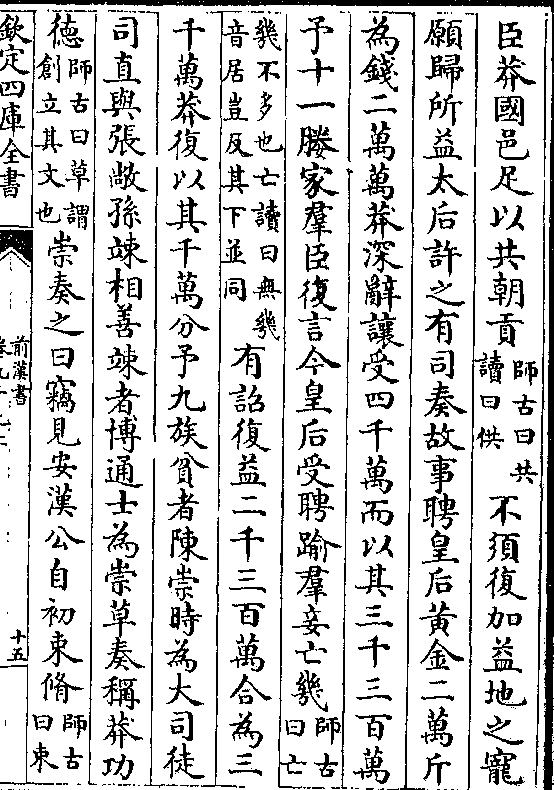 臣莽國邑足以共朝貢師古曰共讀曰供不須復加益地之寵
願歸所益太后許之有司奏故事聘皇后黃金二萬斤
為錢二萬萬莽深辭讓受四千萬而以其三千三百萬
予十一媵家羣臣復言今皇后受聘踰羣妾亡幾師古曰亡
幾不多也亡讀曰無幾音居豈反其下並同有詔復益二千三百萬合為三
千萬莽復以其千萬分予九族貧者陳崇時為大司徒
司直與張敞孫竦相善竦者博通士為崇草奏稱莽功
德師古曰草謂創立其文也崇奏之曰竊見安漢公自初束脩師古曰束
欽定四庫全書
前漢書
十五